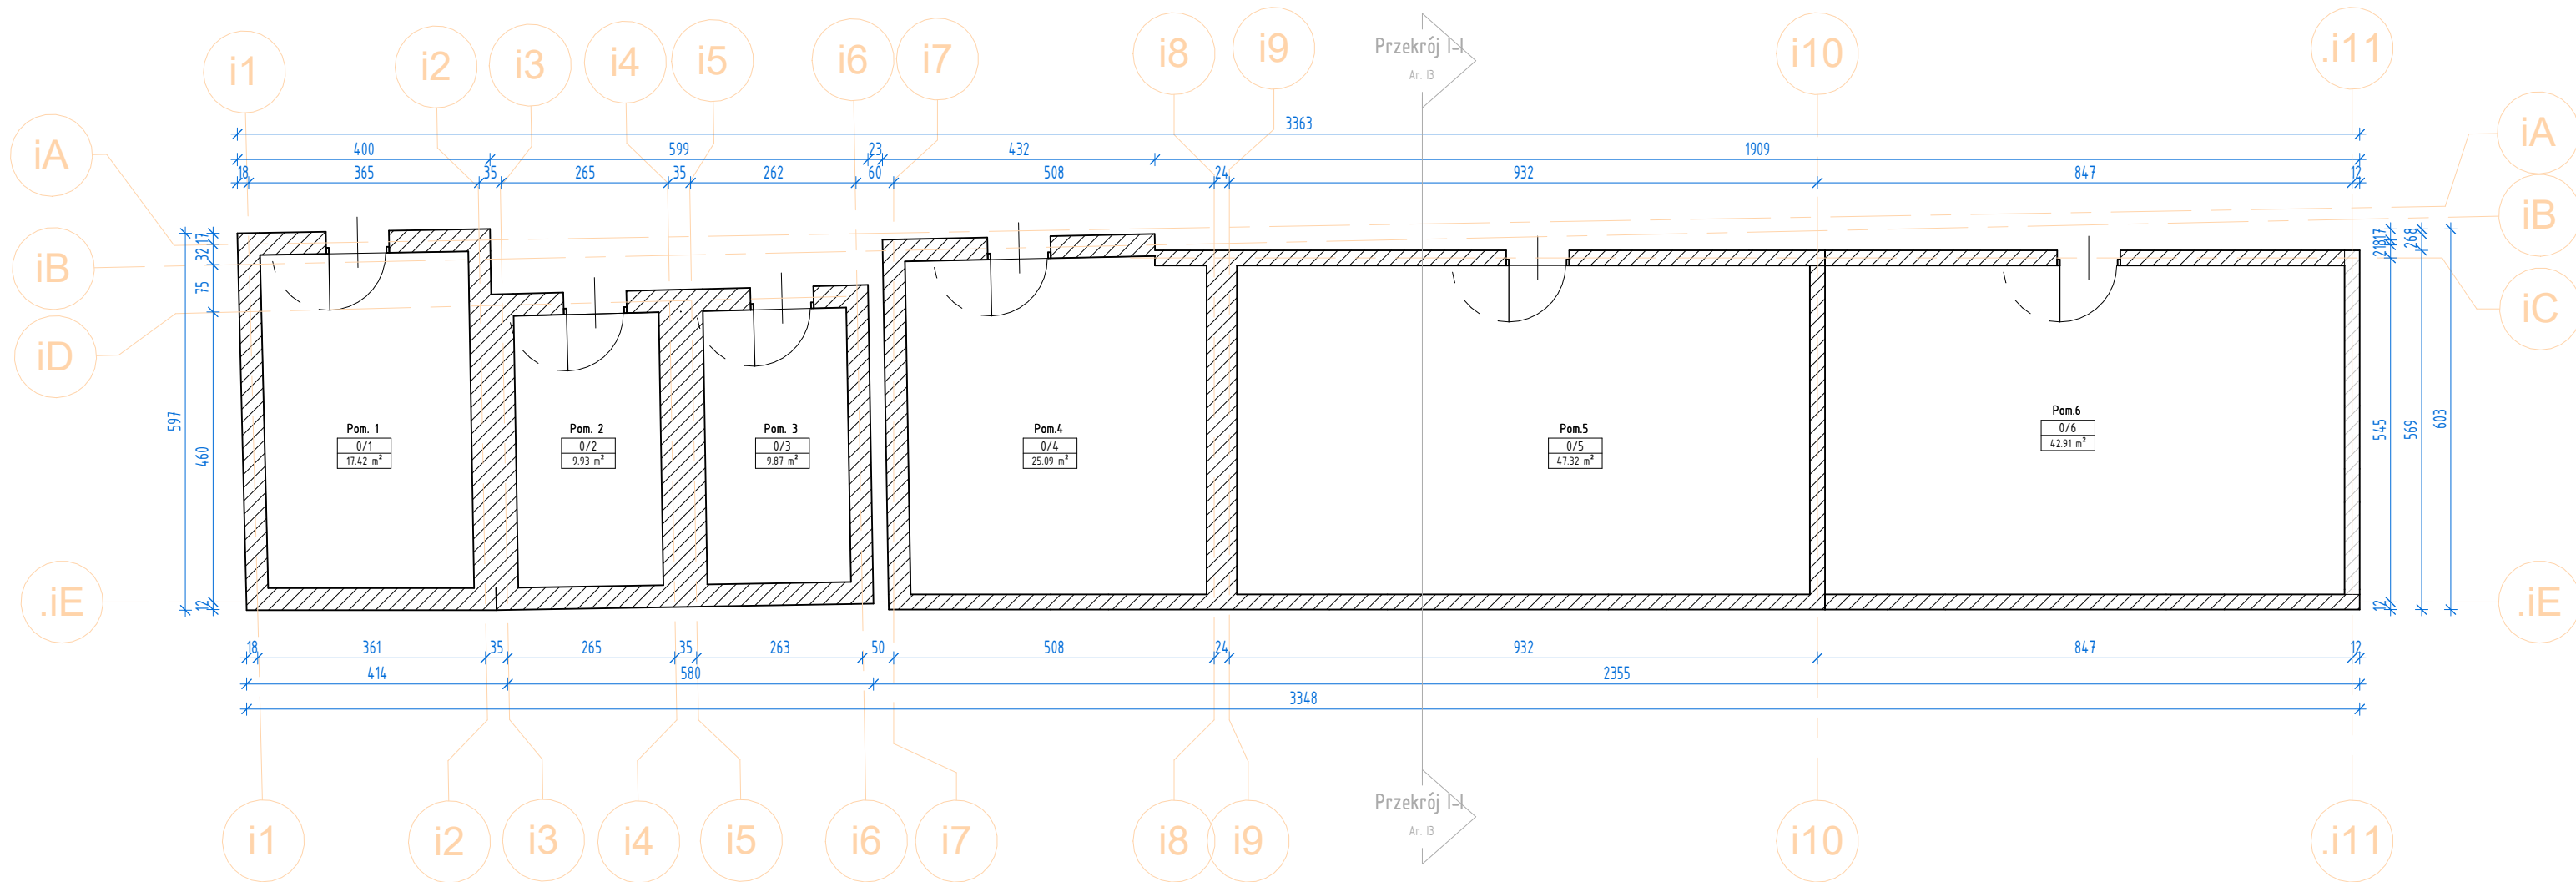 i1
i2
i3
i4
i5
i6
i7
i8
i9
Przekrój I-I
Ar. I3
i10
.i11
iA
iA
3363
400
599
23
432
1909
18
365
35
265
35
262
60
508
24
932
847
12
iB
iB
iD
iC
17
32
75
597
460
12
17
18
2
268
545
569
603
12
Pom. 1
0/1
17.42 m²
Pom. 2
0/2
9.93 m²
Pom. 3
0/3
9.87 m²
Pom.4
0/4
25.09 m²
Pom.5
0/5
47.32 m²
Pom.6
0/6
42.91 m²
.iE
.iE
18
361
35
265
35
263
50
508
24
932
847
12
414
580
2355
3348
Przekrój I-I
Ar. I3
i1
i2
i3
i4
i5
i6
i7
i8
i9
i10
.i11